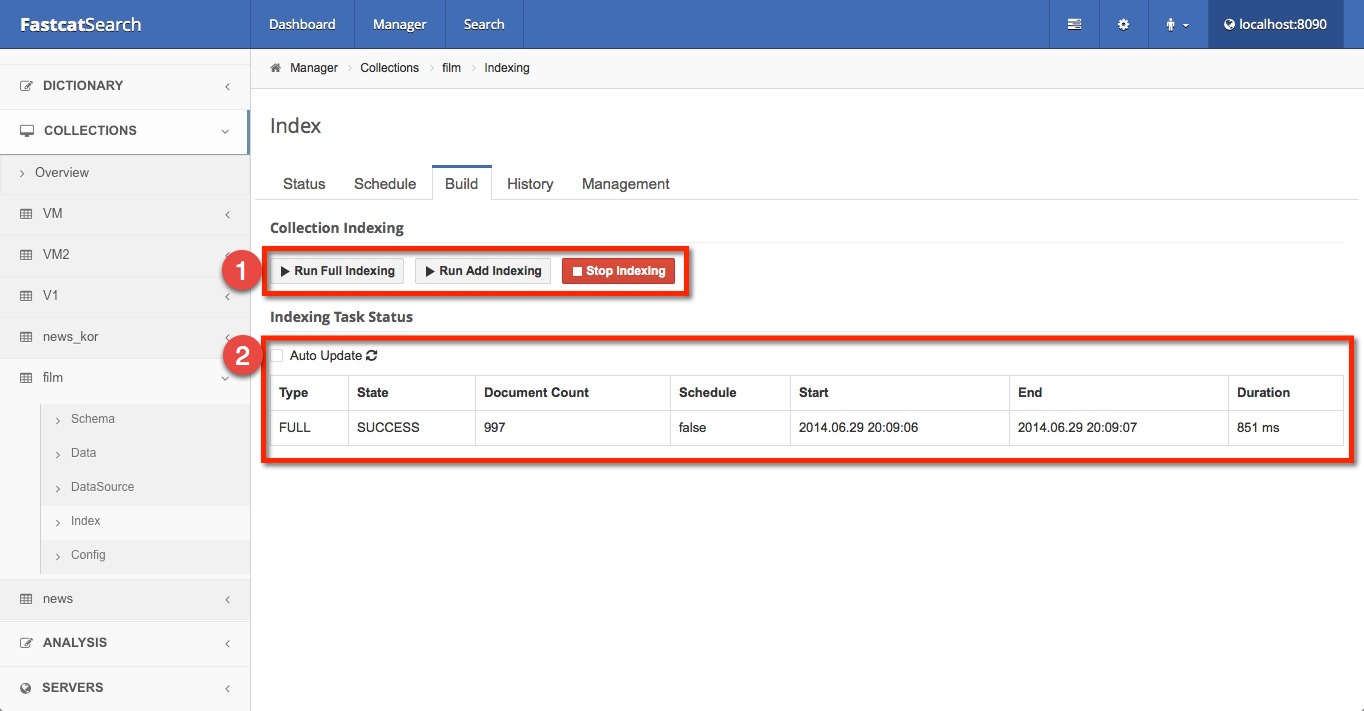 FastcatSearch Dashboard Manager Search localhost:8090
Manager Collections film Indexing
DICTIONARY
COLLECTIONS
Overview
VM
VM2
V1
news_kor
film
Schema
Data
DataSource
Index
Config
news
ANALYSIS
SERVERS
Index
Status Schedule Build History Management
Collection Indexing
1
Run Full Indexing Run Add Indexing Stop Indexing
Indexing Task Status
2
Auto Update
Type State Document Count Schedule Start End Duration
FULL SUCCESS 997 false 2014.06.29 20:09:06 2014.06.29 20:09:07 851 ms